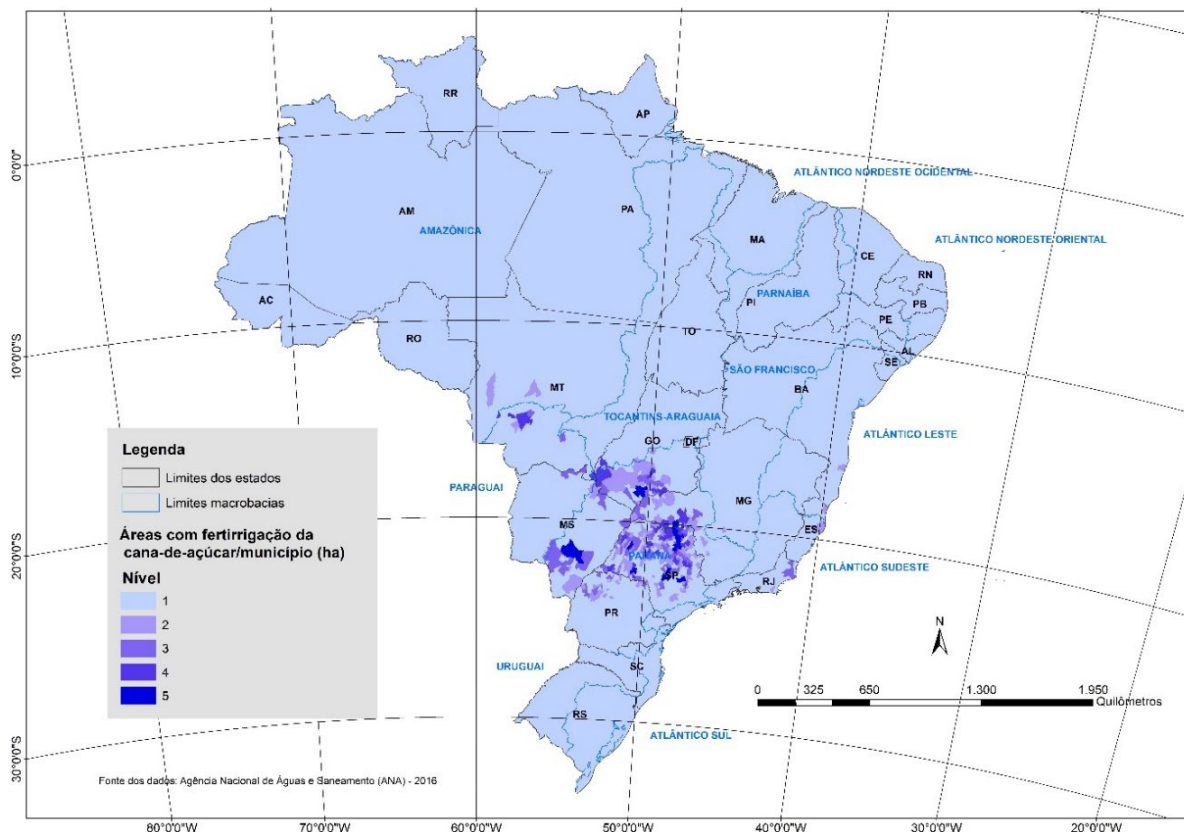 RR
AP
0°0'0"
ATLÂNTICO NORDESTE OCIDENTAL
AM
PA
AMAZÔNICA
MA
ATLÂNTICO NORDESTE ORIENTAL
CE
RN
AC
PARNAÍBA
PI
PB
PE
RO
TO
AL
SE
10°0'0"S
SÃO FRANCISCO
BA
MT
TOCANTINS-ARAGUAIA
ATLÂNTICO LESTE
GO
DF
Legenda
Limites dos estados
Limites macrobacias
PARAGUAI
MG
MS
ES
Áreas com fertirrigação da
cana-de-açúcar/município (ha)
Nível
1
2
3
4
5
20°0'0"S
PARANÁ
SP
RJ
ATLÂNTICO SUDESTE
PR
N
URUGUAI
SC
0 325 650 1.300 1.950
Quilômetros
RS
ATLÂNTICO SUL
30°0'0"S
Fonte dos dados: Agência Nacional de Águas e Saneamento (ANA) - 2016
80°0'0"W 70°0'0"W 60°0'0"W 50°0'0"W 40°0'0"W 30°0'0"W 20°0'0"W